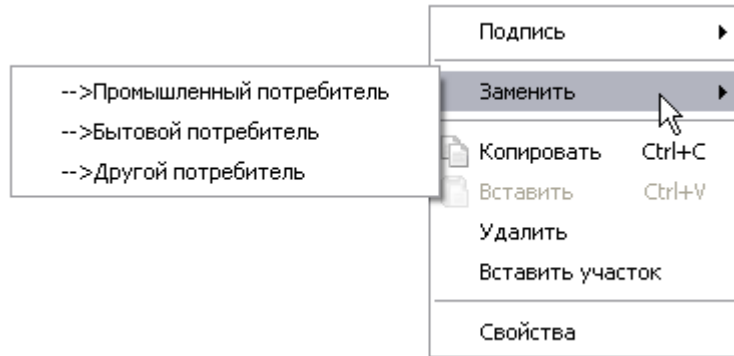 Подпись
-->Промышленный потребитель
-->Бытовой потребитель
-->Другой потребитель
Заменить
Копировать Ctrl+C
Вставить Ctrl+V
Удалить
Вставить участок
Свойства